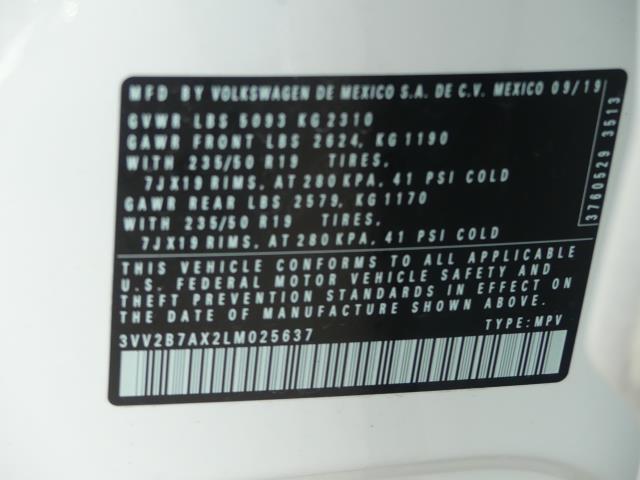 MFD BY VOLKSWAGEN DE MEXICO S.A. DE C.V. MEXICO 09/19
GVWR LBS 5093 KG 2310
GAWR FRONT LBS 2624, KG 1190
WITH 235/50 R19 TIRES,
7JX19 RIMS, AT 280 KPA, 41 PSI COLD
GAWR REAR LBS 2579, KG 1170
WITH 235/50 R19 TIRES,
7JX19 RIMS, AT 280 KPA, 41 PSI COLD
THIS VEHICLE CONFORMS TO ALL APPLICABLE
U.S. FEDERAL MOTOR VEHICLE SAFETY AND
THEFT PREVENTION STANDARDS IN EFFECT ON
THE DATE OF MANUFACTURE SHOWN ABOVE.
3VV2B7AX2LM025637 TYPE: MPV
3760529 3513